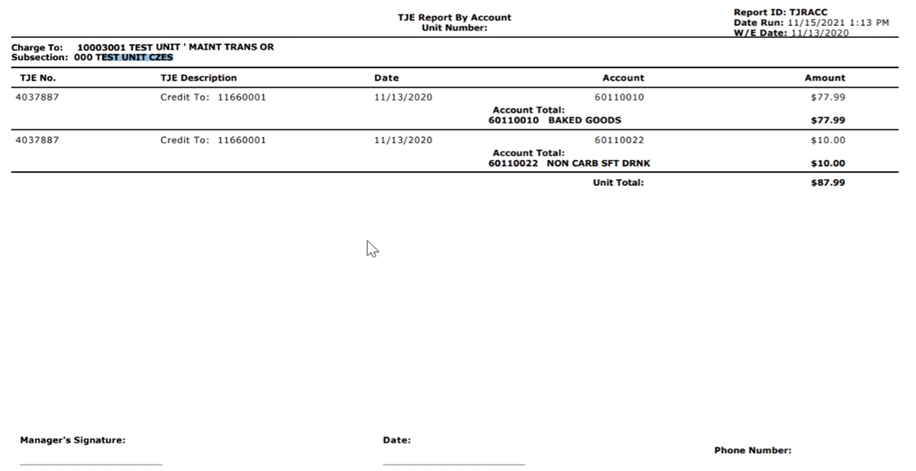 TJE Report By Account
Unit Number:
Report ID: TJRACC
Date Run: 11/15/2021 1:13 PM
W/E Date: 11/13/2020
Charge To: 10003001 TEST UNIT ' MAINT TRANS OR
Subsection: 000 TEST UNIT CZES
TJE No. TJE Description Date Account Amount
4037887 Credit To: 11660001 11/13/2020 60110010 $77.99
Account Total:
60110010 BAKED GOODS $77.99
4037887 Credit To: 11660001 11/13/2020 60110022 $10.00
Account Total:
60110022 NON CARB SFT DRNK $10.00
Unit Total: $87.99
Manager's Signature: Date: Phone Number: